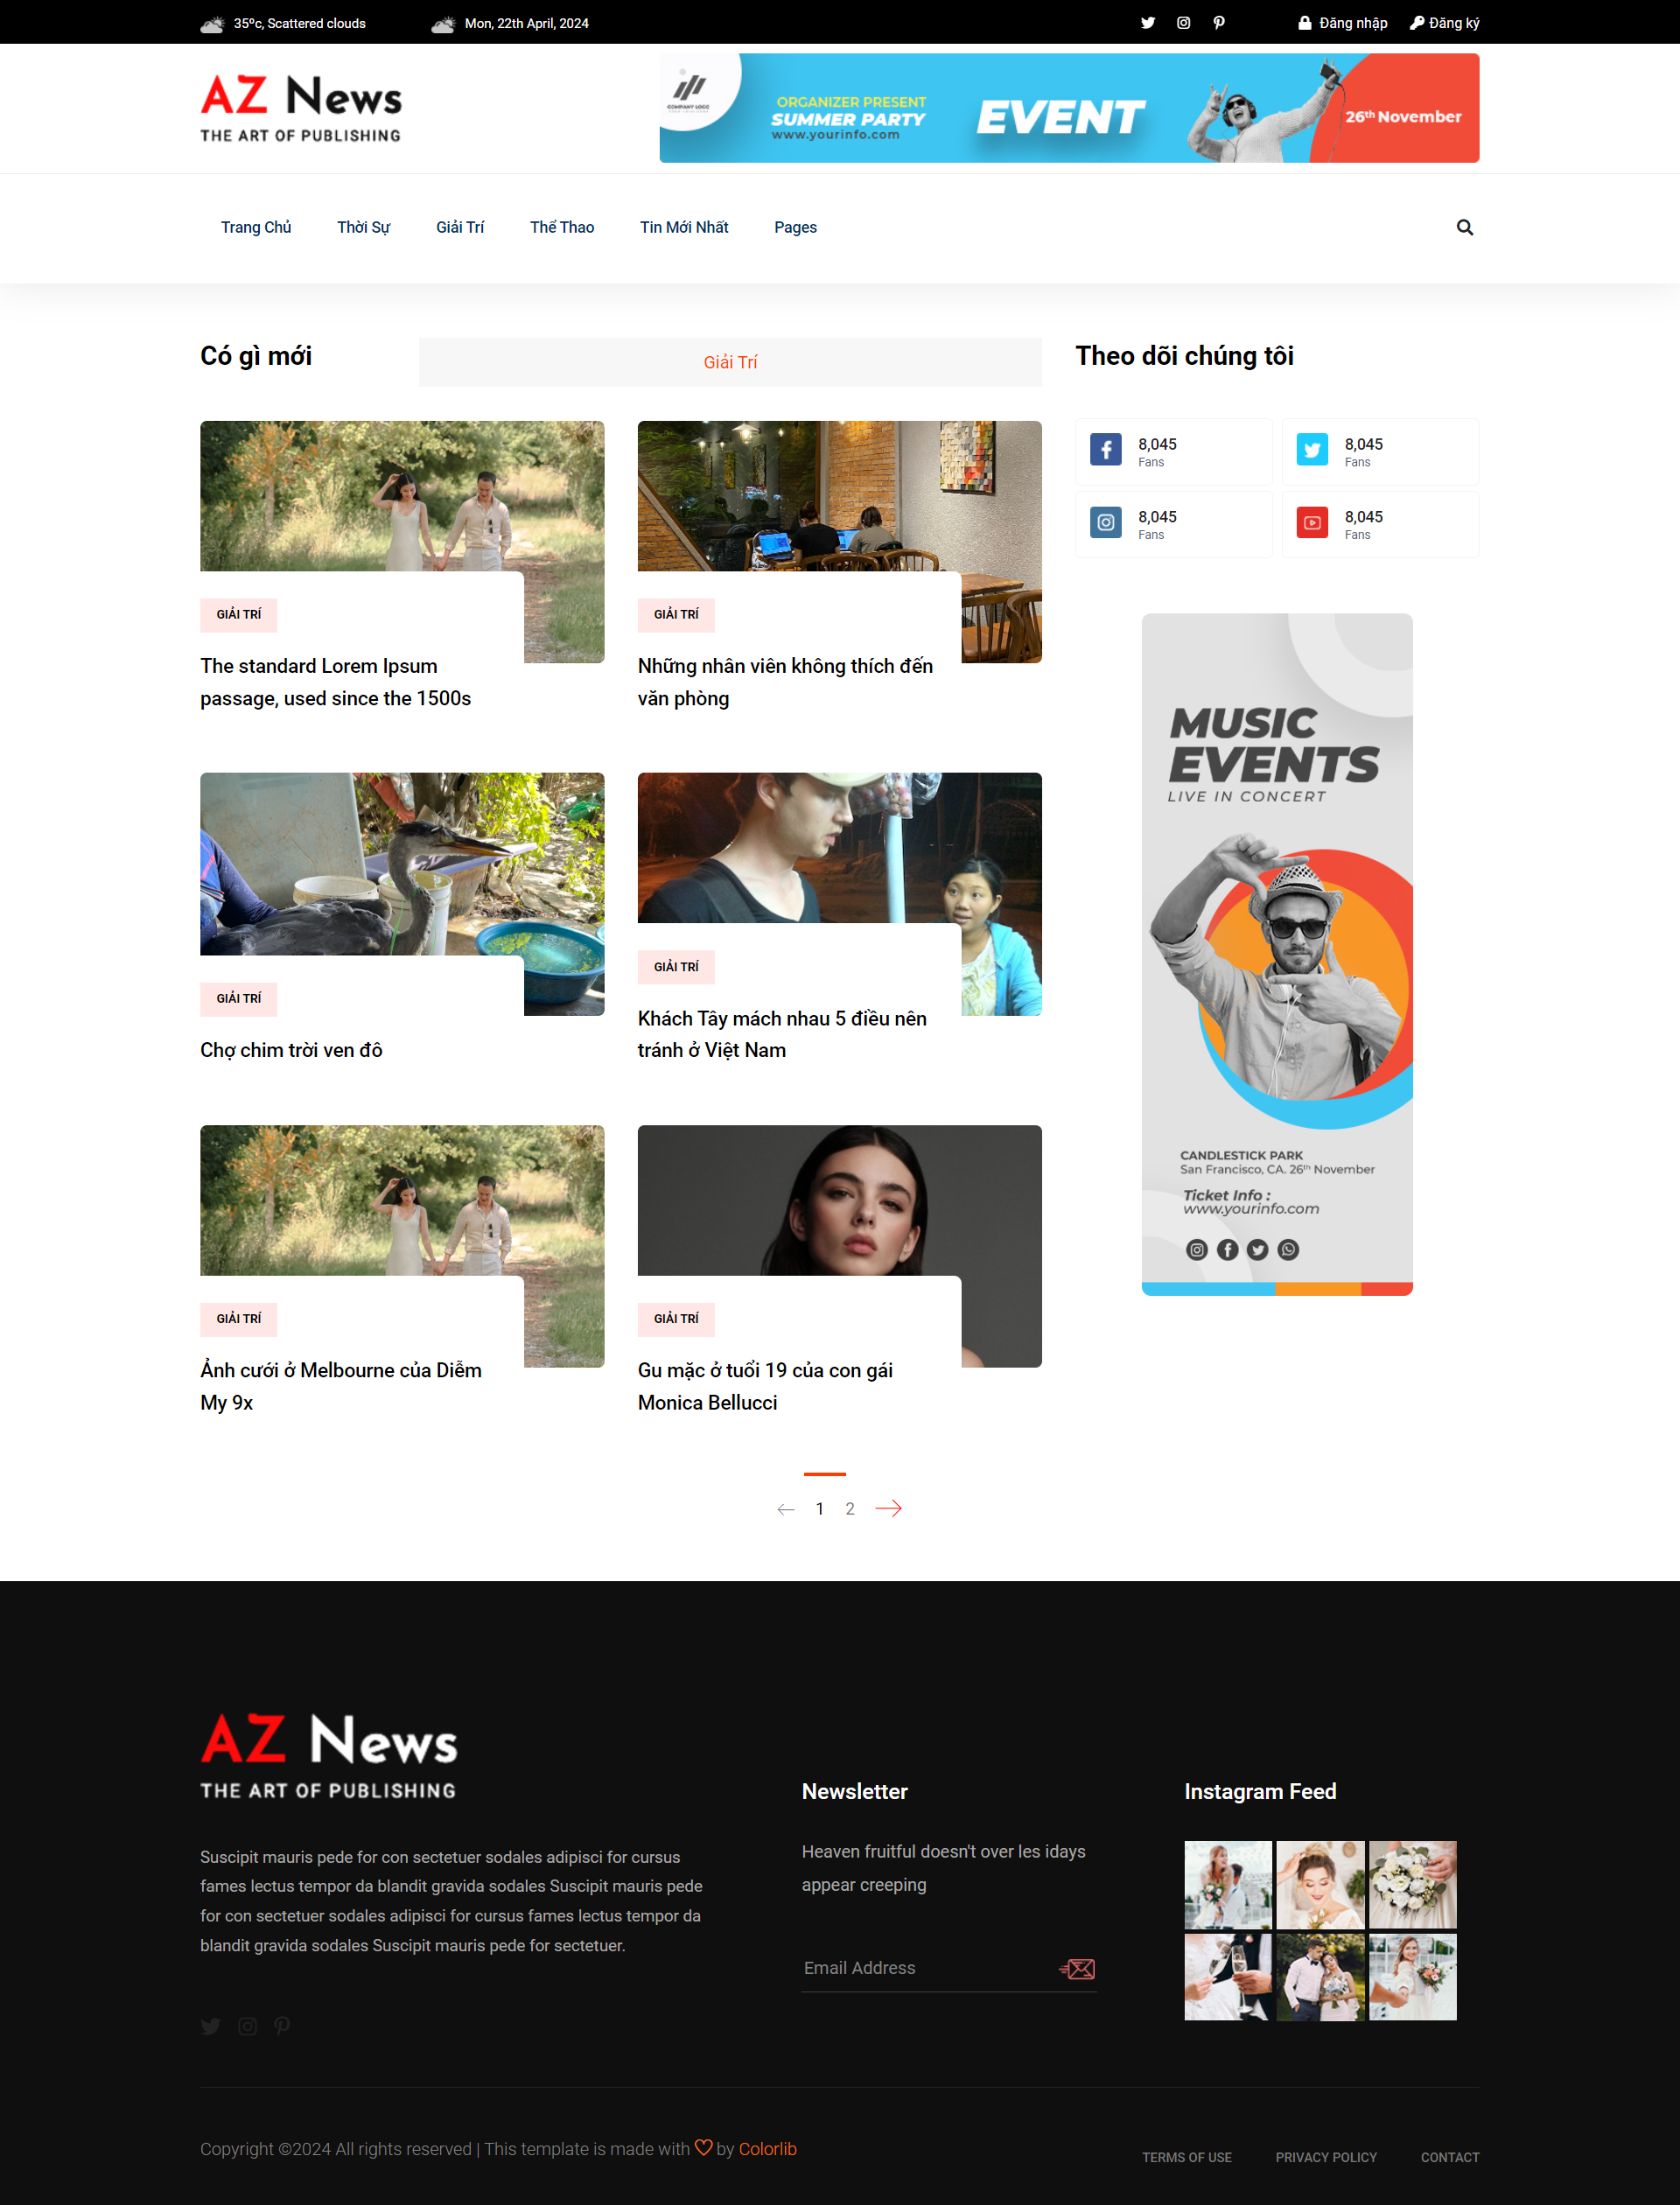 35ºc, Scattered clouds
Mon, 22th April, 2024
Đăng nhập
Đăng ký
AZ News
THE ART OF PUBLISHING
COMPANY LOGO
ORGANIZER PRESENT
SUMMER PARTY
www.yourinfo.com
EVENT
26th November
Trang Chủ
Thời Sự
Giải Trí
Thể Thao
Tin Mới Nhất
Pages
Có gì mới
Giải Trí
Theo dõi chúng tôi
8,045
Fans
8,045
Fans
8,045
Fans
8,045
Fans
GIẢI TRÍ
The standard Lorem Ipsum
passage, used since the 1500s
GIẢI TRÍ
Những nhân viên không thích đến
văn phòng
GIẢI TRÍ
Chợ chim trời ven đô
GIẢI TRÍ
Khách Tây mách nhau 5 điều nên
tránh ở Việt Nam
GIẢI TRÍ
Ảnh cưới ở Melbourne của Diễm
My 9x
GIẢI TRÍ
Gu mặc ở tuổi 19 của con gái
Monica Bellucci
MUSIC
EVENTS
LIVE IN CONCERT
CANDLESTICK PARK
San Francisco, CA. 26th November
Ticket Info :
www.yourinfo.com
1
2
AZ News
THE ART OF PUBLISHING
Suscipit mauris pede for con sectetuer sodales adipisci for cursus
fames lectus tempor da blandit gravida sodales Suscipit mauris pede
for con sectetuer sodales adipisci for cursus fames lectus tempor da
blandit gravida sodales Suscipit mauris pede for sectetuer.
Newsletter
Heaven fruitful doesn't over les idays
appear creeping
Email Address
Instagram Feed
Copyright ©2024 All rights reserved | This template is made with ♡ by Colorlib
TERMS OF USE
PRIVACY POLICY
CONTACT